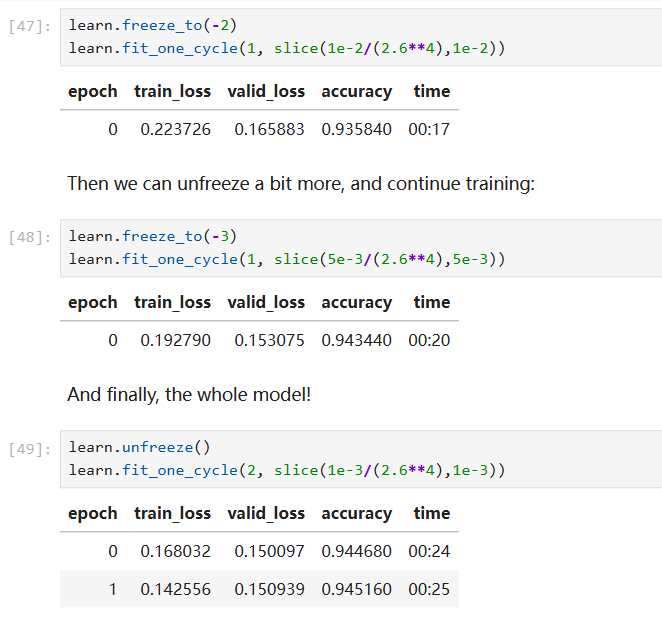 [47]: learn.freeze_to(-2)
learn.fit_one_cycle(1, slice(1e-2/(2.6**4),1e-2))
epoch train_loss valid_loss accuracy time
0 0.223726 0.165883 0.935840 00:17
Then we can unfreeze a bit more, and continue training:
[48]: learn.freeze_to(-3)
learn.fit_one_cycle(1, slice(5e-3/(2.6**4),5e-3))
epoch train_loss valid_loss accuracy time
0 0.192790 0.153075 0.943440 00:20
And finally, the whole model!
[49]: learn.unfreeze()
learn.fit_one_cycle(2, slice(1e-3/(2.6**4),1e-3))
epoch train_loss valid_loss accuracy time
0 0.168032 0.150097 0.944680 00:24
1 0.142556 0.150939 0.945160 00:25